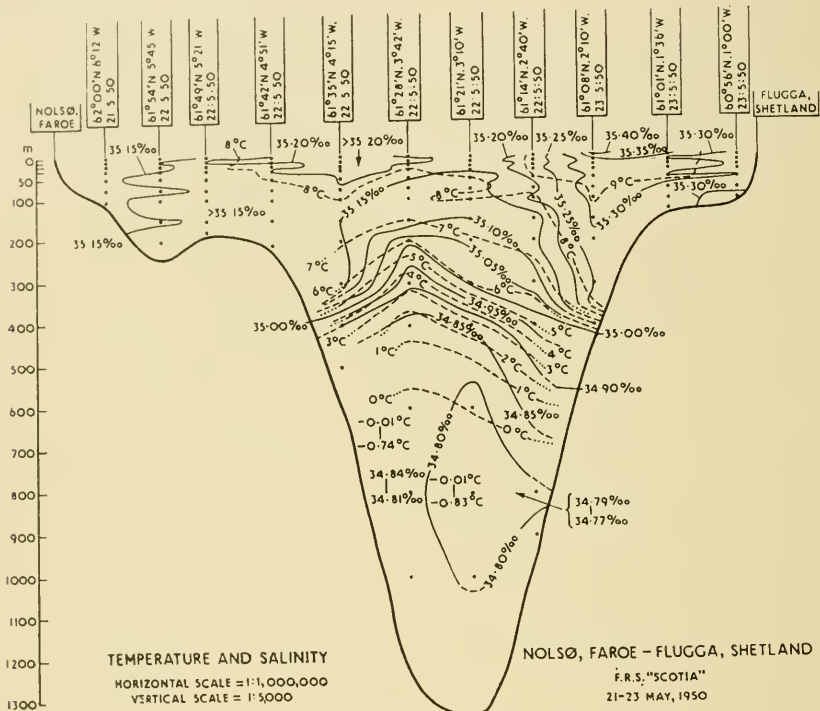 NOLSØ,
FAROE
62°00'N 6°12 W
21 5 50
61°54'N 5°45 W
22 5 50
61°49'N 5°21 W
22·5·50
61°42'N 4°51'W
22:5:50
61°35'N 4°15'W,
22 5 50
61°28'N.3°42'W
22:5:50
61°21'N.3°10'W
22:5:50
61°14'N.2°40'W.
22:5:50
61°08'N.2°10'W.
23·5·50
61°01'N.1°36'W
23:5·50
60°56'N.1°00'W.
23:5:50
FLUGGA,
SHETLAND
m
0
50
100
200
300
400
500
600
700
800
900
1000
1100
1200
1300
35·15‰
8°C
35·20‰
>35 20‰
35·20‰
35·25‰
35·40‰
35·35‰
35·30‰
8°C
35·15‰
8°C
9°C
35·30‰
>35·15‰
35·25‰
35·30‰
35·15‰
7°C
35·10‰
8°C
7°C
35·05‰
5°C
6°C
6°C
4°C
34·95‰
35·00‰
34·85‰
5°C
35·00‰
3°C
4°C
1°C
2°C
3°C
34·90‰
0°C
1°C
34·85‰
0°C
-0·01°C
-0·74°C
34·80‰
34·84‰
34·81‰
-0·01°C
-0·83°C
34·79‰
34·77‰
34·80‰
TEMPERATURE AND SALINITY
HORIZONTAL SCALE = 1:1,000,000
VERTICAL SCALE = 1:5,000
NOLSØ, FAROE – FLUGGA, SHETLAND
F.R.S. "SCOTIA"
21-23 MAY, 1950